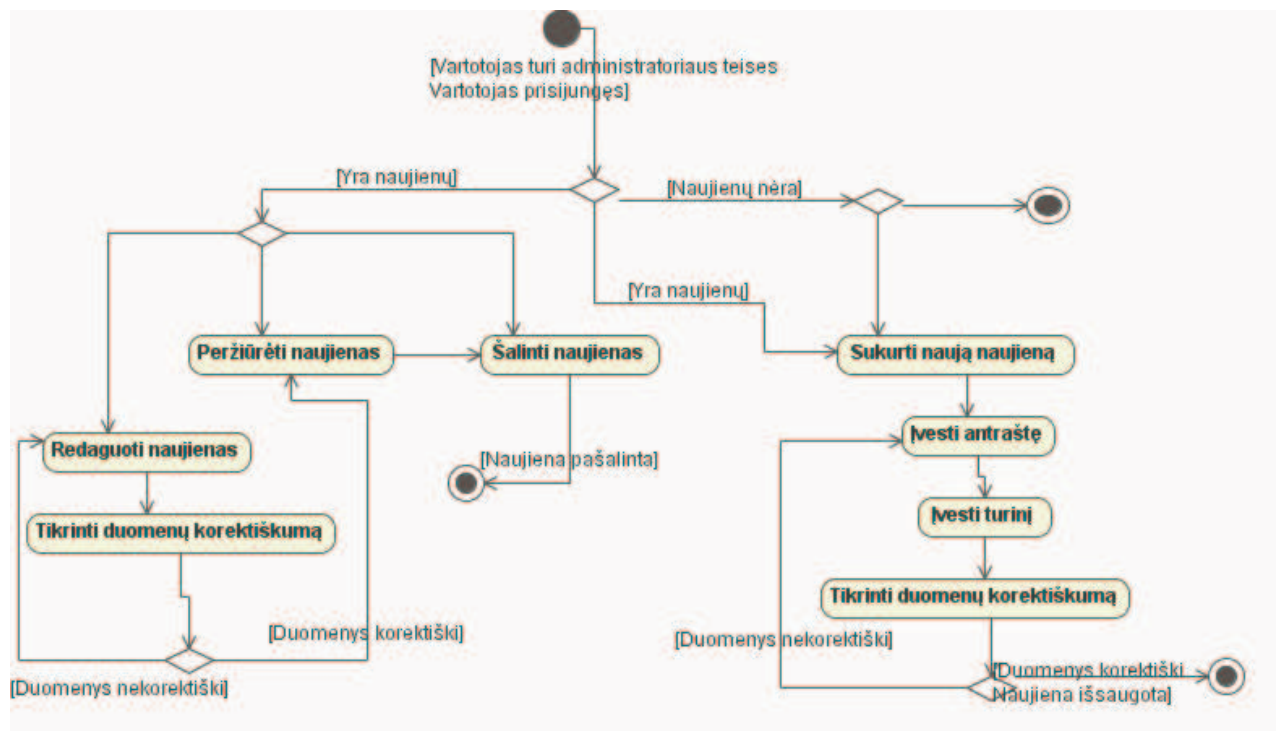 [Vartotojas turi administratoriaus teises
Vartotojas prisijungęs]
[Yra naujienų]
[Naujienų nėra]
[Yra naujienų]
Peržiūrėti naujienas
Šalinti naujienas
Sukurti naują naujieną
Redaguoti naujienas
Įvesti antraštę
[Naujiena pašalinta]
Tikrinti duomenų korektiškumą
Įvesti turinį
Tikrinti duomenų korektiškumą
[Duomenys korektiški]
[Duomenys nekorektiški]
[Duomenys nekorektiški]
[Duomenys korektiški
Naujiena išsaugota]